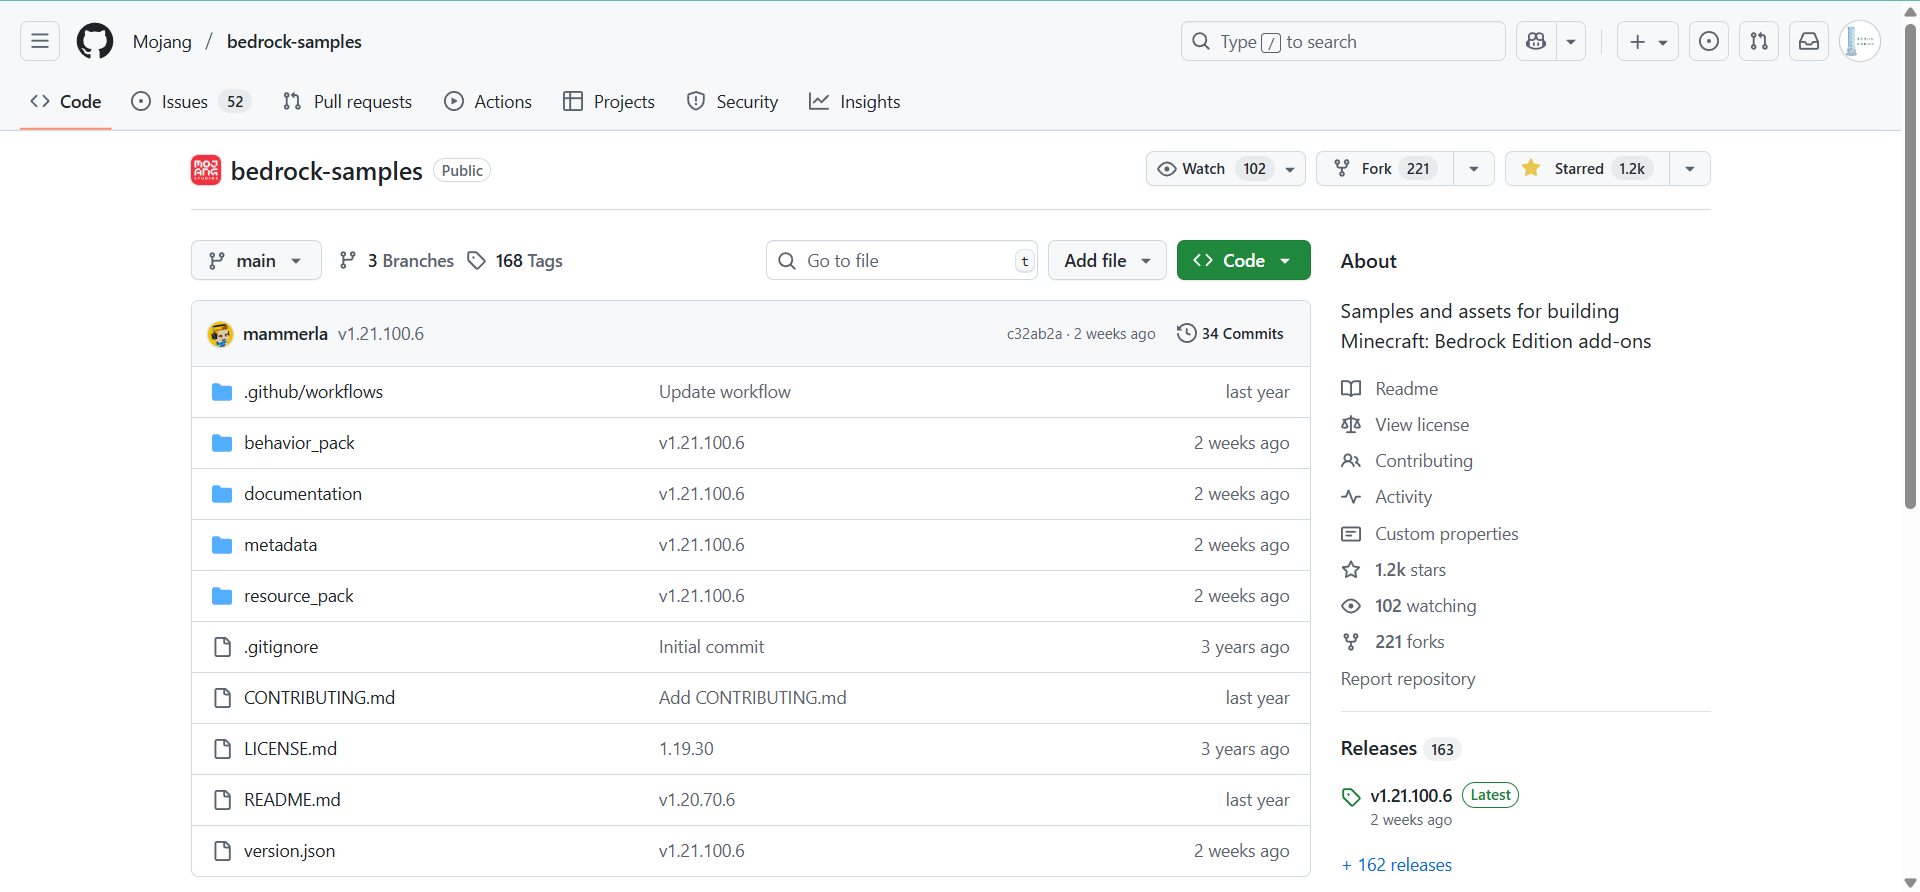 Mojang / bedrock-samples
Type / to search
Code
Issues 52
Pull requests
Actions
Projects
Security
Insights
MOJ
ANG
STUDIOS
bedrock-samples Public
Watch 102
Fork 221
Starred 1.2k
main
3 Branches
168 Tags
Go to file t
Add file
Code
mammerla v1.21.100.6 c32ab2a · 2 weeks ago 34 Commits
.github/workflows Update workflow last year
behavior_pack v1.21.100.6 2 weeks ago
documentation v1.21.100.6 2 weeks ago
metadata v1.21.100.6 2 weeks ago
resource_pack v1.21.100.6 2 weeks ago
.gitignore Initial commit 3 years ago
CONTRIBUTING.md Add CONTRIBUTING.md last year
LICENSE.md 1.19.30 3 years ago
README.md v1.20.70.6 last year
version.json v1.21.100.6 2 weeks ago
About
Samples and assets for building
Minecraft: Bedrock Edition add-ons
Readme
View license
Contributing
Activity
Custom properties
1.2k stars
102 watching
221 forks
Report repository
Releases 163
v1.21.100.6 Latest
2 weeks ago
+ 162 releases